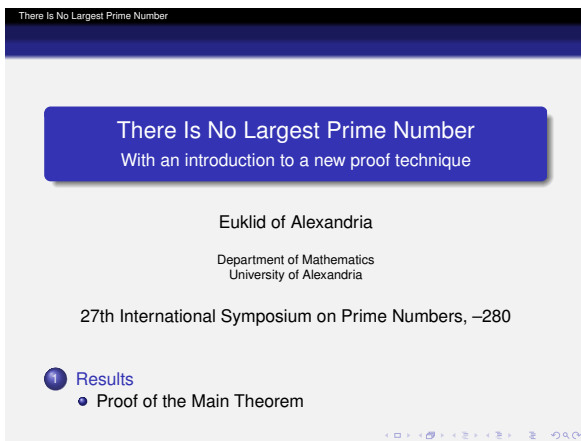 There Is No Largest Prime Number
There Is No Largest Prime Number
With an introduction to a new proof technique
Euklid of Alexandria
Department of Mathematics
University of Alexandria
27th International Symposium on Prime Numbers, –280
1 Results
Proof of the Main Theorem